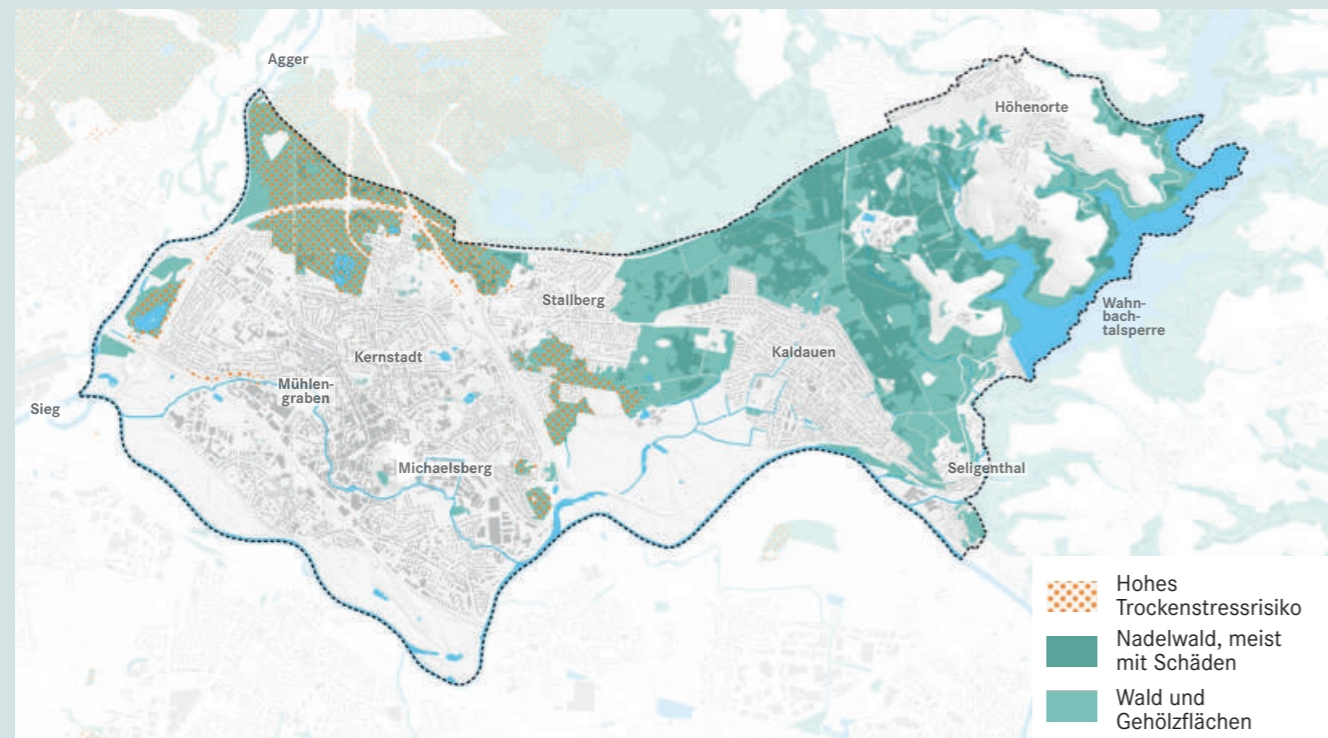 Agger
Höhenorte
Stallberg
Wahn-
bach-
talsperre
Kernstadt
Kaldauen
Mühlen-
graben
Sieg
Michaelsberg
Seligenthal
Hohes
Trockenstressrisiko
Nadelwald, meist
mit Schäden
Wald und
Gehölzflächen